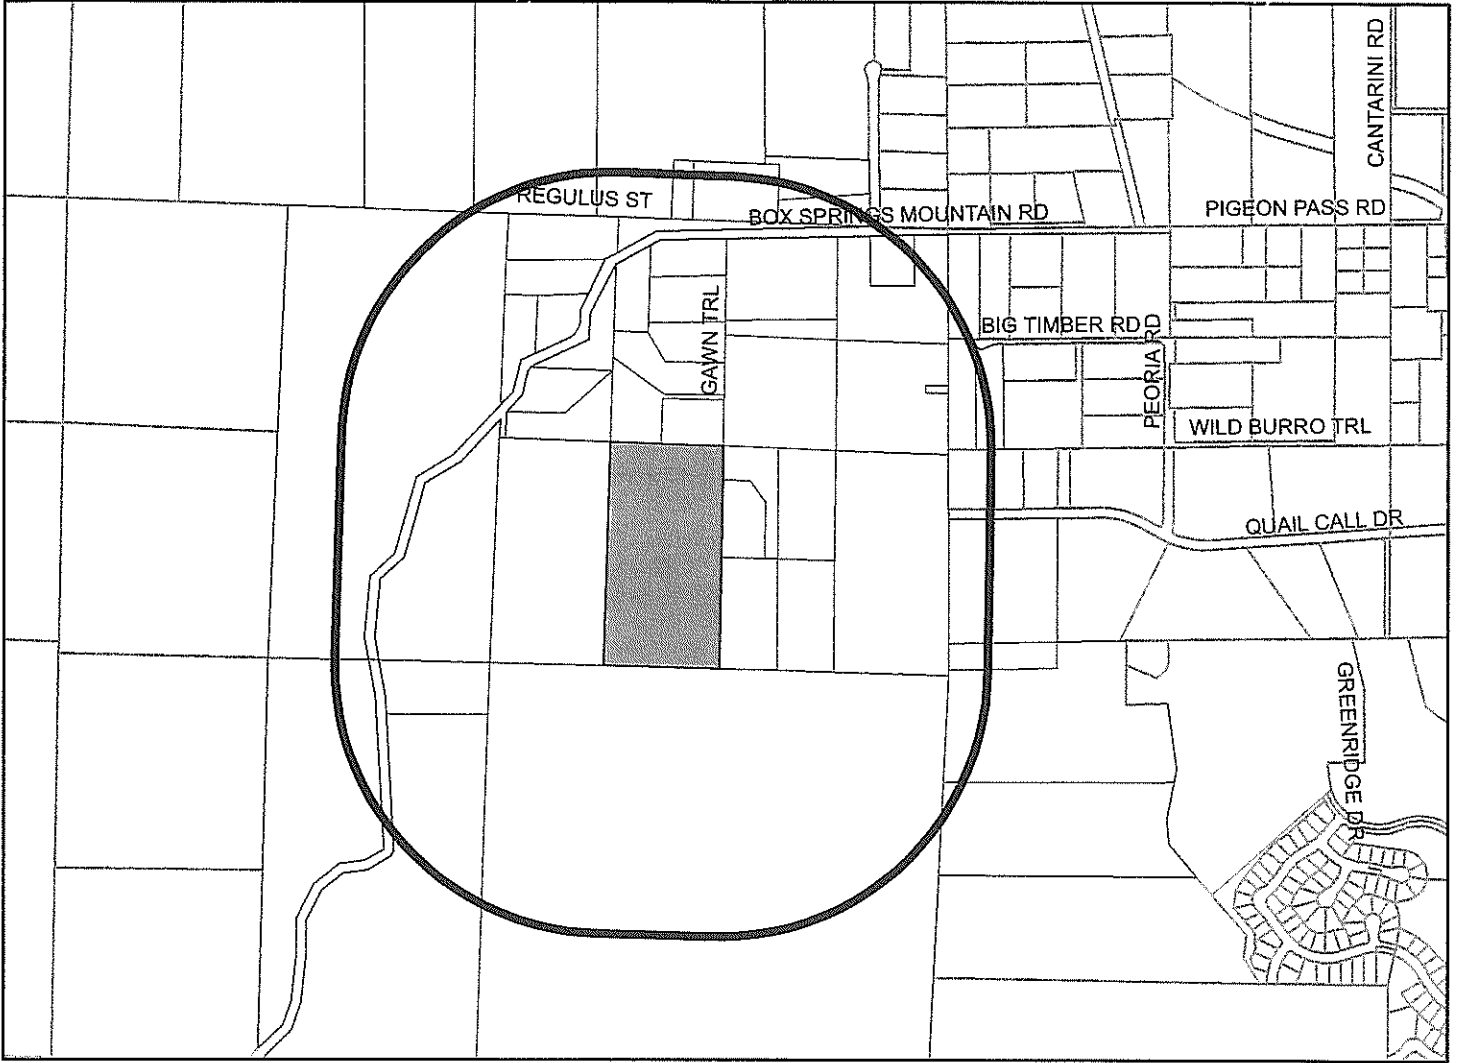 CANTARINI RD
REGULUS ST
BOX SPRINGS MOUNTAIN RD
PIGEON PASS RD
GAWN TRL
BIG TIMBER RD
PEORIA RD
WILD BURRO TRL
QUAIL CALL DR
GREENRIDGE DR